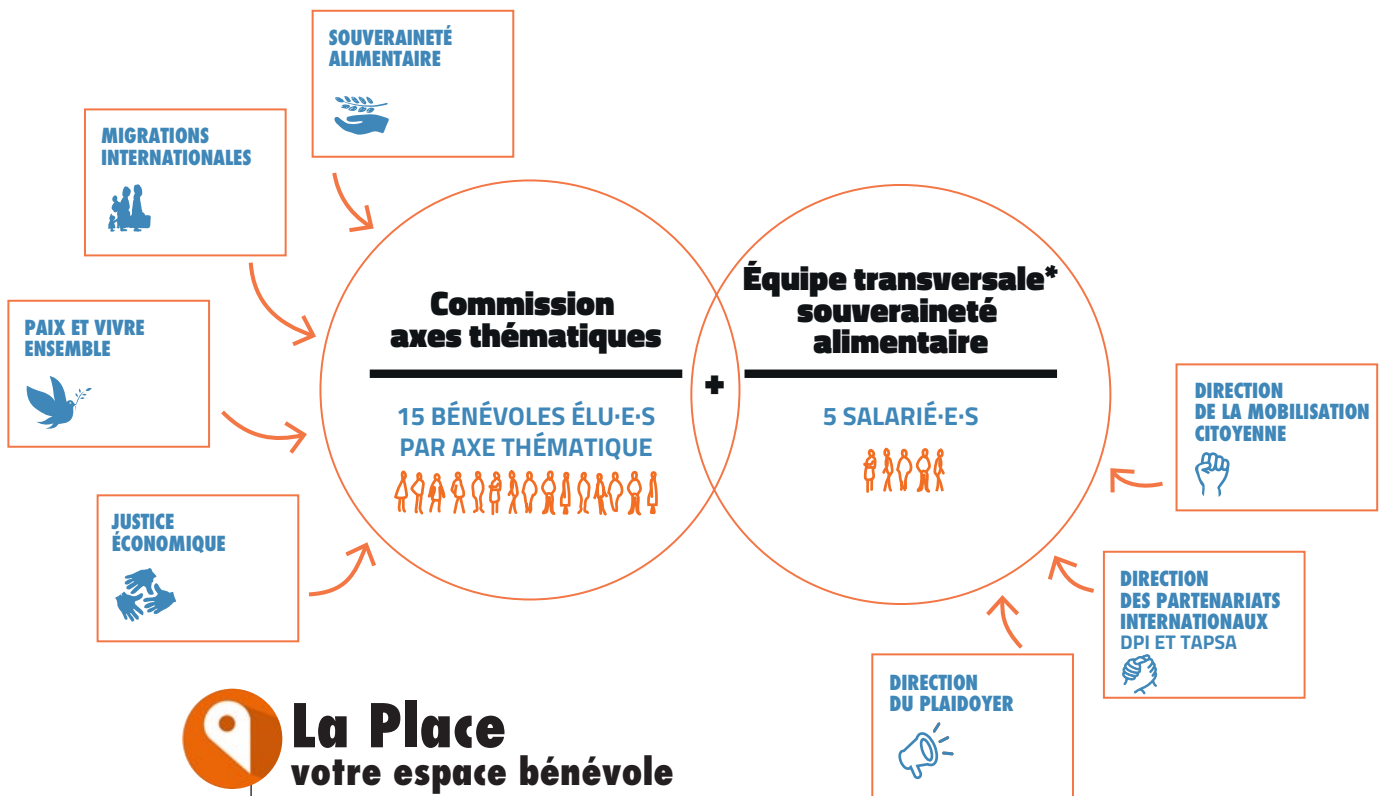 SOUVERAINETÉ
ALIMENTAIRE
MIGRATIONS
INTERNATIONALES
PAIX ET VIVRE
ENSEMBLE
JUSTICE
ÉCONOMIQUE
Commission
axes thématiques
15 BÉNÉVOLES ÉLU·E·S
PAR AXE THÉMATIQUE
+
Équipe transversale*
souveraineté
alimentaire
5 SALARIÉ·E·S
DIRECTION
DE LA MOBILISATION
CITOYENNE
DIRECTION
DES PARTENARIATS
INTERNATIONAUX
DPI ET TAPSA
DIRECTION
DU PLAIDOYER
La Place
votre espace bénévole